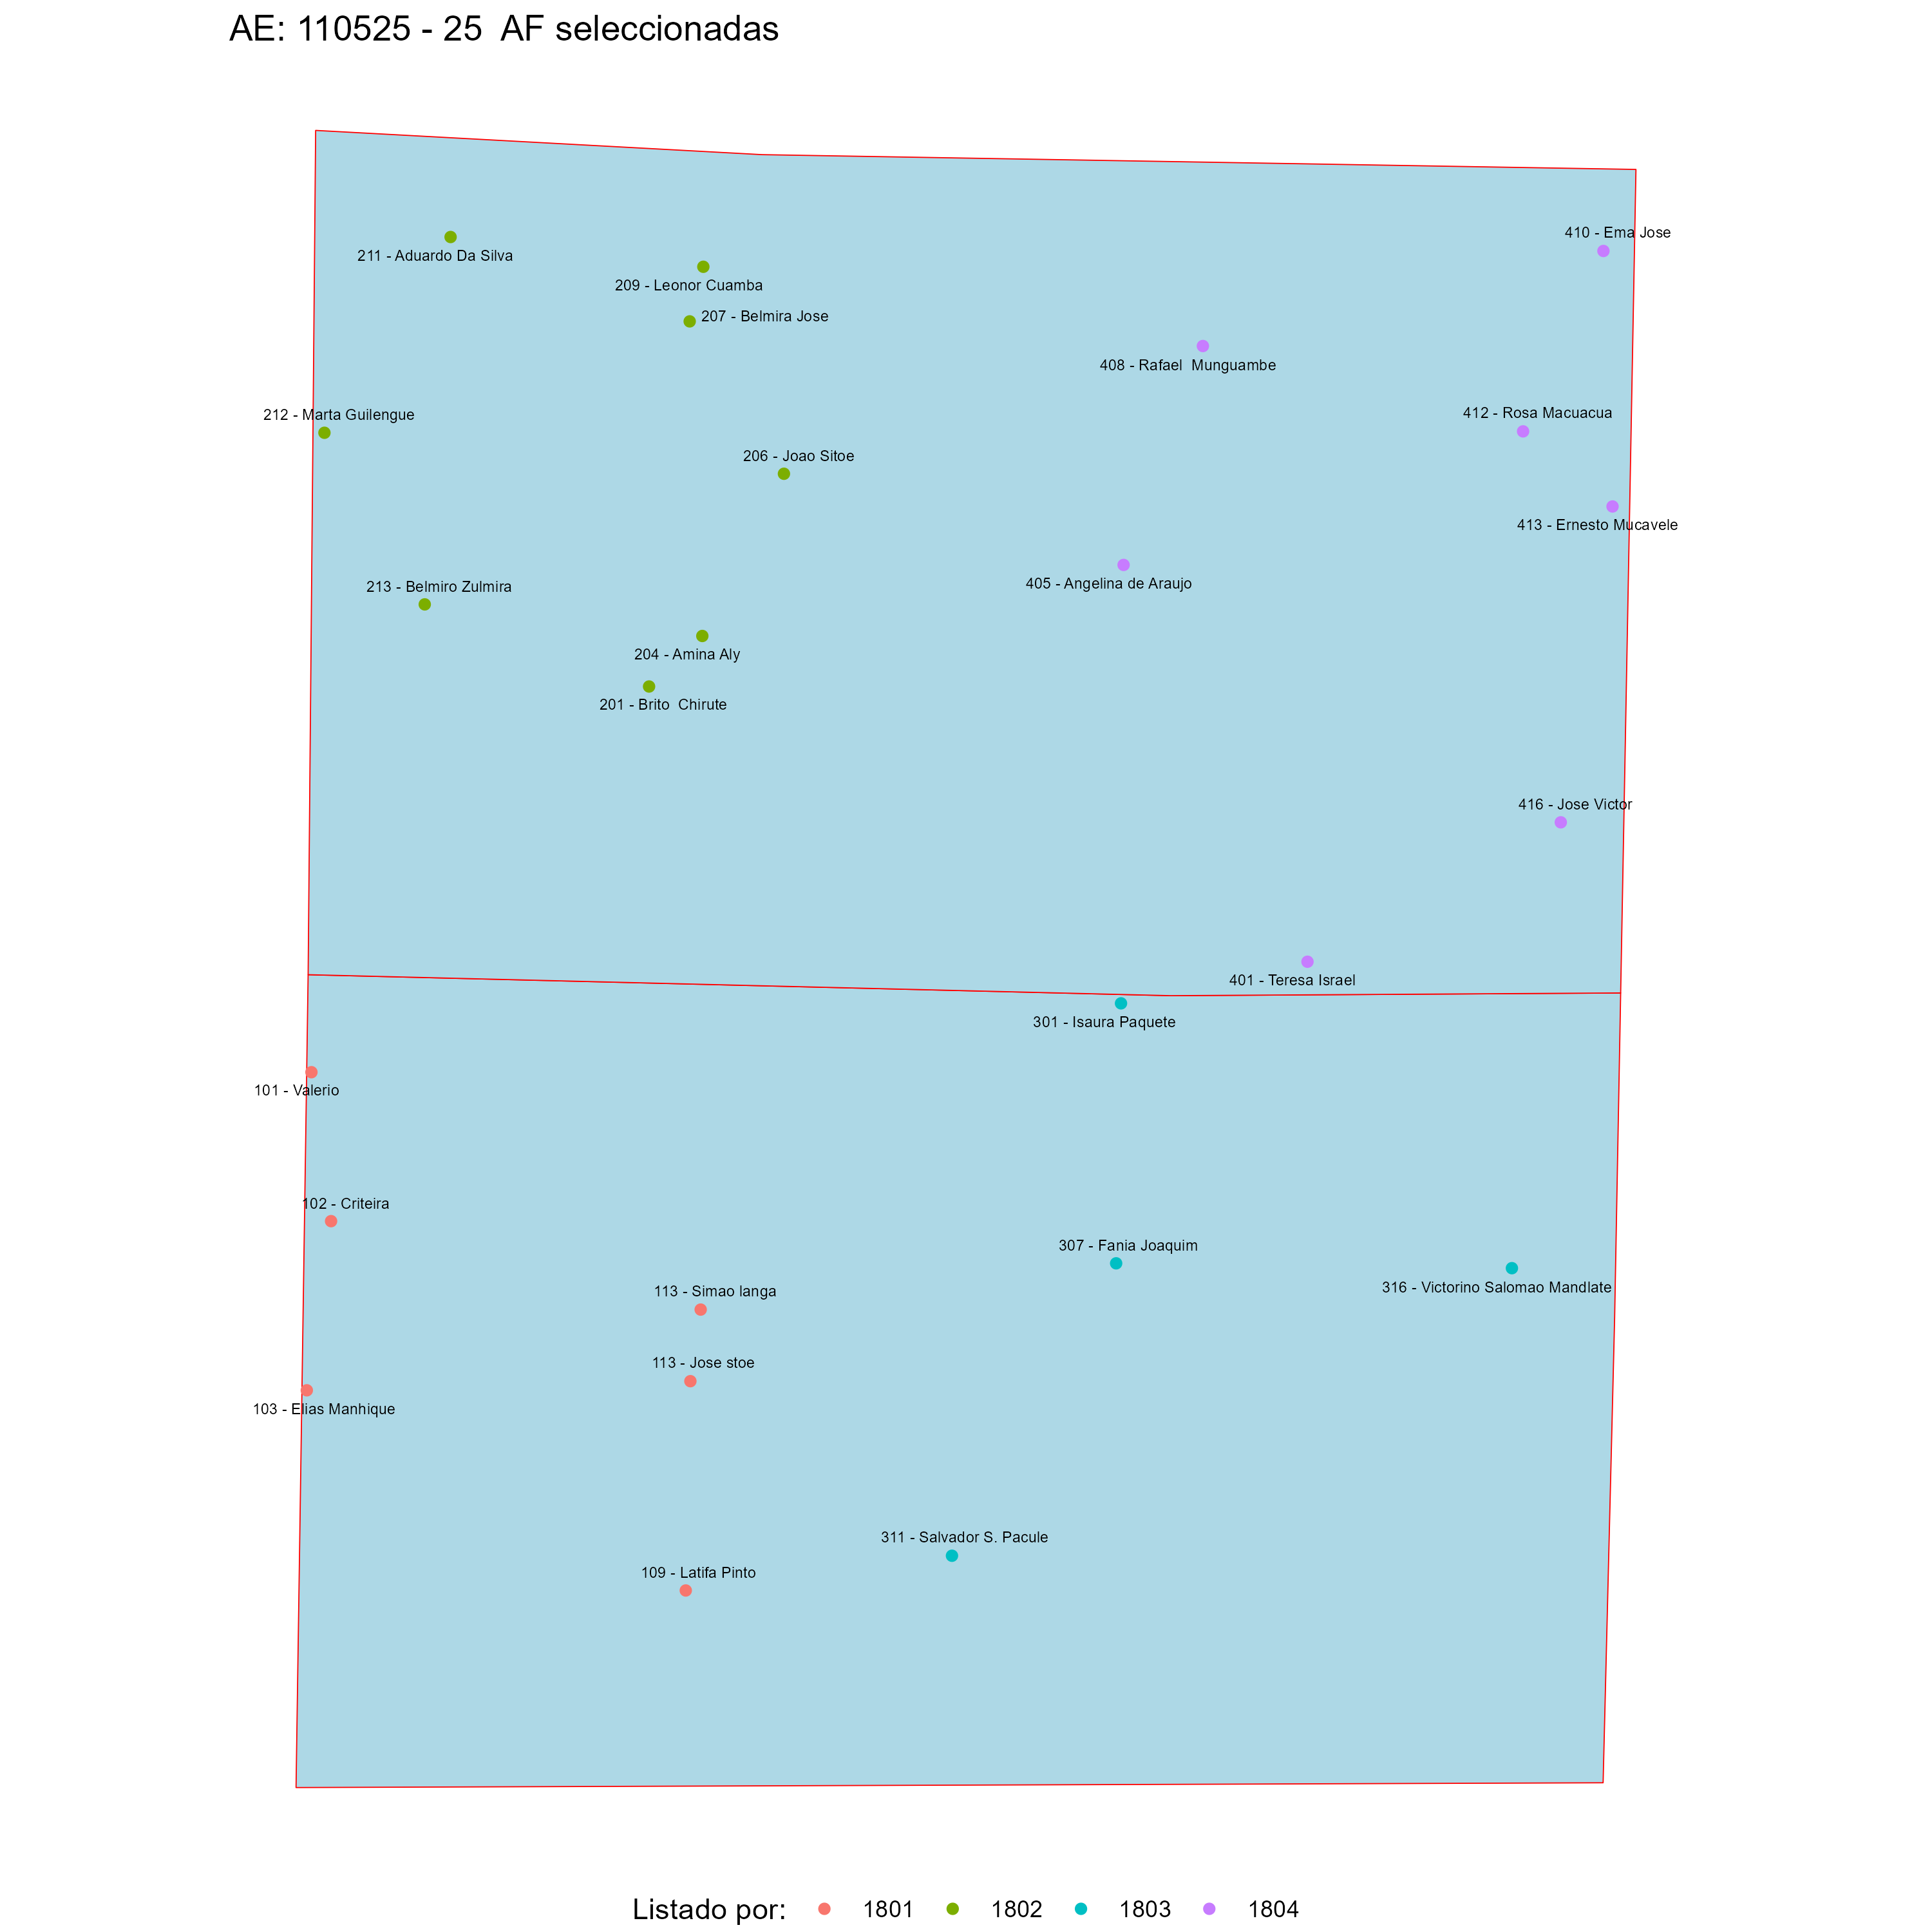 AE: 110525 - 25  AF seleccionadas
410 - Ema Jose
211 - Aduardo Da Silva
209 - Leonor Cuamba
207 - Belmira Jose
408 - Rafael  Munguambe
412 - Rosa Macuacua
212 - Marta Guilengue
206 - Joao Sitoe
413 - Ernesto Mucavele
405 - Angelina de Araujo
213 - Belmiro Zulmira
204 - Amina Aly
201 - Brito  Chirute
416 - Jose Victor
401 - Teresa Israel
301 - Isaura Paquete
101 - Valerio
102 - Criteira
307 - Fania Joaquim
316 - Victorino Salomao Mandlate
113 - Simao langa
113 - Jose stoe
103 - Elias Manhique
311 - Salvador S. Pacule
109 - Latifa Pinto
Listado por: 1801 1802 1803 1804